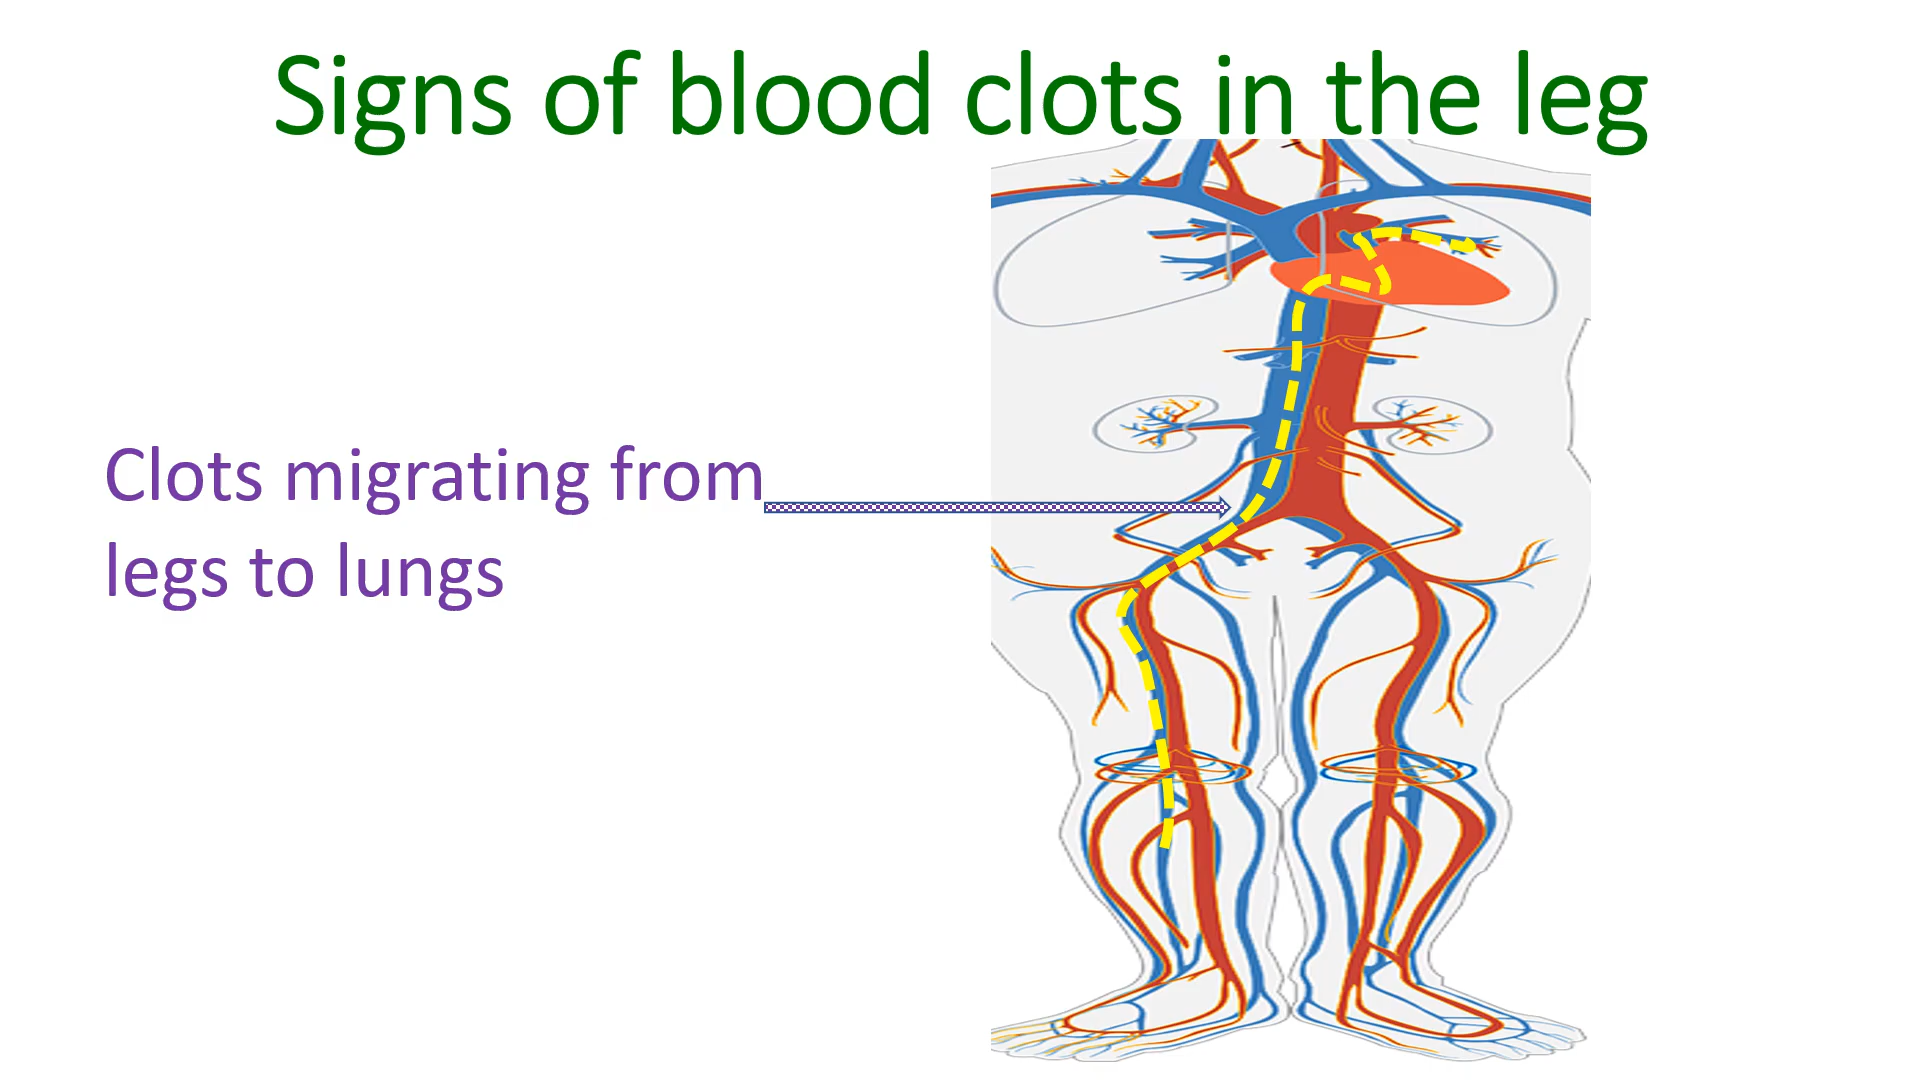 Signs of blood clots in the leg
Clots migrating from
legs to lungs